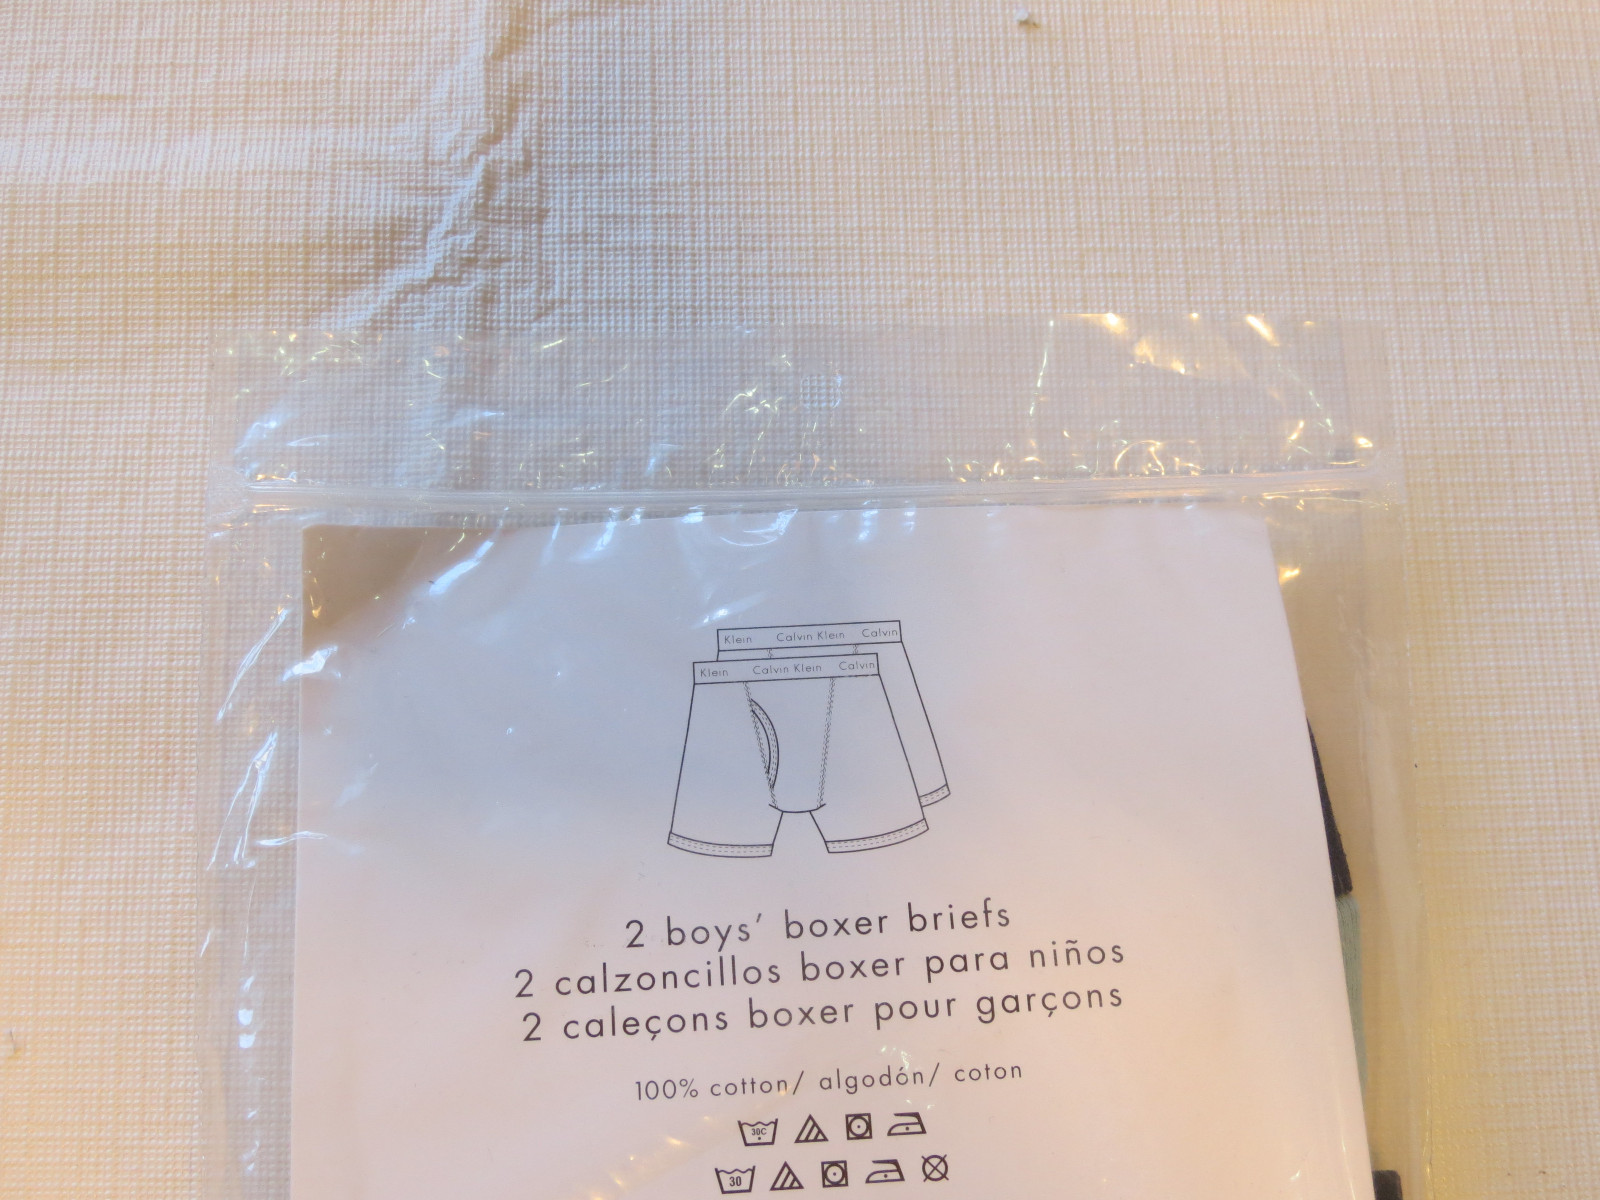 Klein Calvin Klein Calvin
Klein Calvin Klein Calvin
2 boys' boxer briefs
2 calzoncillos boxer para niños
2 caleçons boxer pour garçons
100% cotton/ algodón/ coton
30C
30